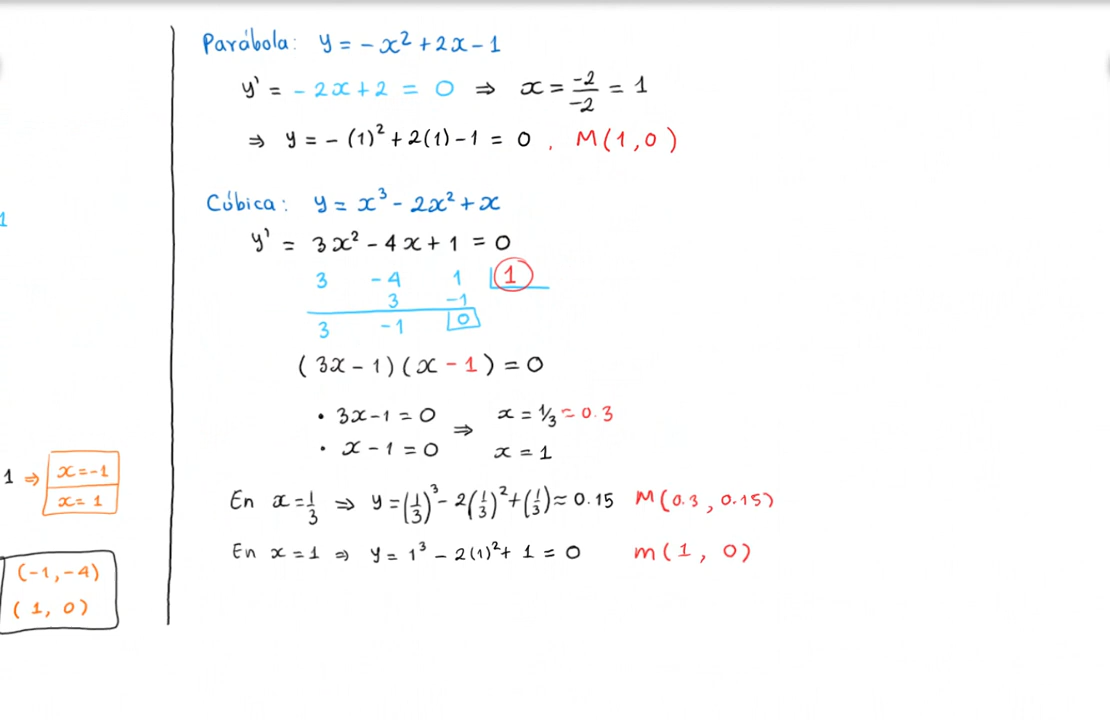 1
1 ⇒ x = -1
x = 1
(-1, -4)
(1, 0)
Parábola: y = - x² + 2x - 1
y' = - 2x + 2 = 0 ⇒ x = -2/-2 = 1
⇒ y = - (1)² + 2(1) - 1 = 0 . M(1, 0)
Cúbica: y = x³ - 2x² + x
y' = 3x² - 4x + 1 = 0
3 -4 1 1
3 -1
3 -1 0
(3x - 1)(x - 1) = 0
• 3x - 1 = 0 ⇒ x = 1/3 = 0.3
• x - 1 = 0 x = 1
En x = 1/3 ⇒ y = (1/3)³ - 2(1/3)² + (1/3) ≈ 0.15 M(0.3, 0.15)
En x = 1 ⇒ y = 1³ - 2(1)² + 1 = 0 m(1, 0)